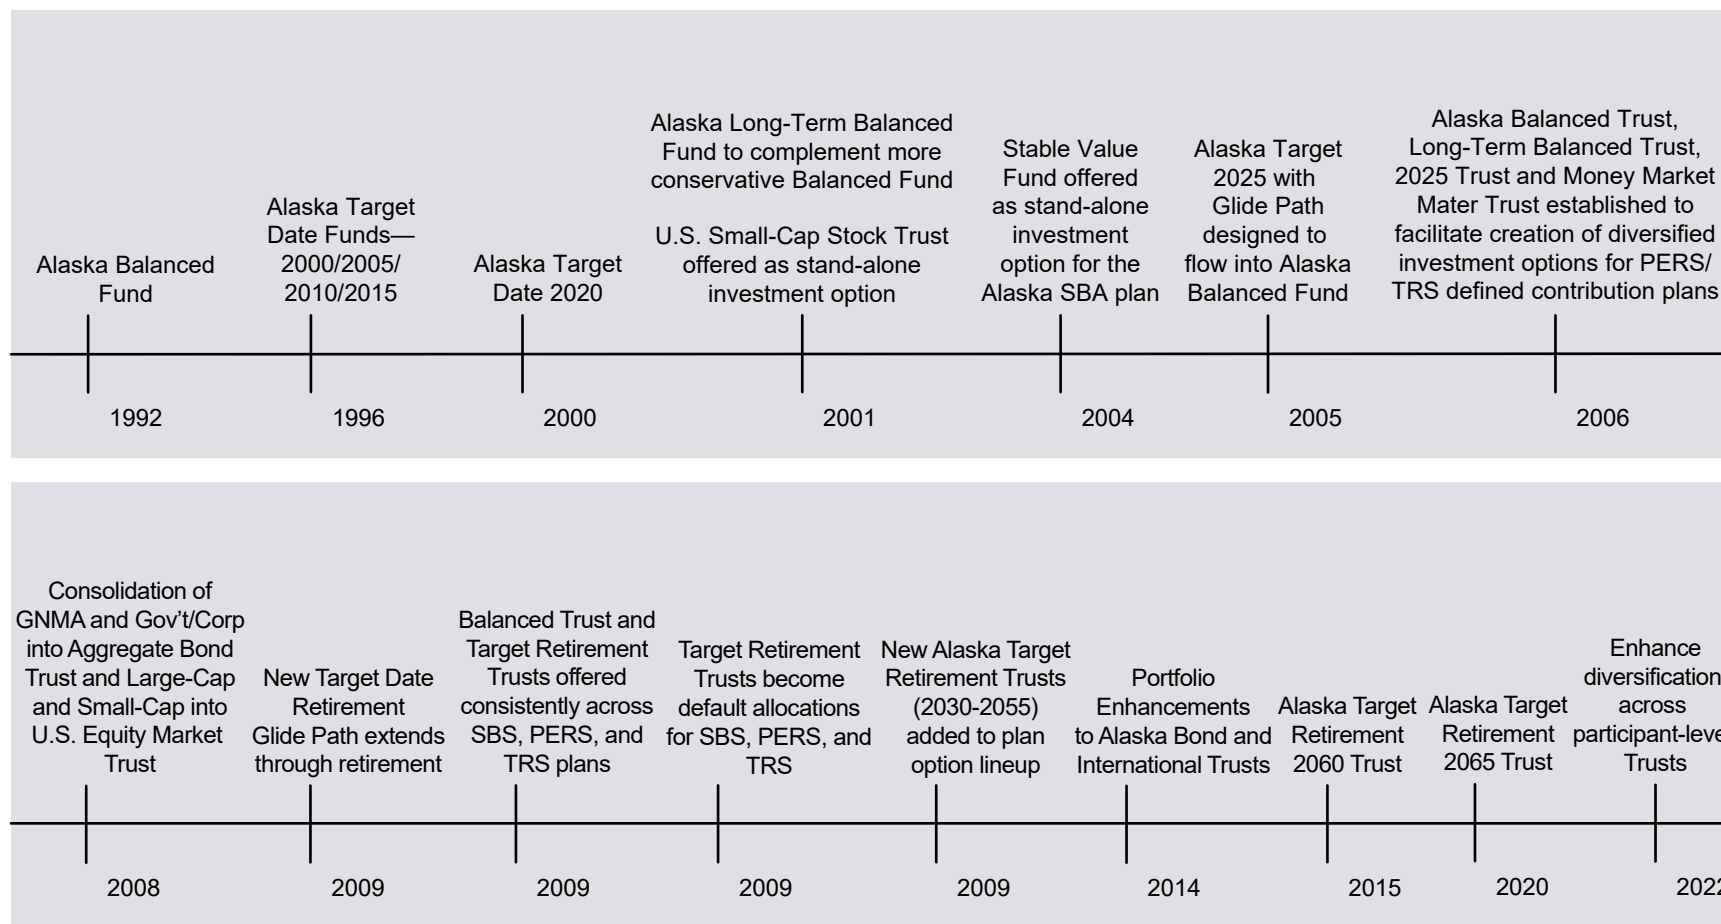 Alaska Balanced
Fund
Alaska Target
Date Funds—
2000/2005/
2010/2015
Alaska Target
Date 2020
Alaska Long-Term Balanced
Fund to complement more
conservative Balanced Fund
U.S. Small-Cap Stock Trust
offered as stand-alone
investment option
Stable Value
Fund offered
as stand-alone
investment
option for the
Alaska SBA plan
Alaska Target
2025 with
Glide Path
designed to
flow into Alaska
Balanced Fund
Alaska Balanced Trust,
Long-Term Balanced Trust,
2025 Trust and Money Market
Mater Trust established to
facilitate creation of diversified
investment options for PERS/
TRS defined contribution plans
1992
1996
2000
2001
2004
2005
2006
Consolidation of
GNMA and Gov't/Corp
into Aggregate Bond
Trust and Large-Cap
and Small-Cap into
U.S. Equity Market
Trust
New Target Date
Retirement
Glide Path extends
through retirement
Balanced Trust and
Target Retirement
Trusts offered
consistently across
SBS, PERS, and
TRS plans
Target Retirement
Trusts become
default allocations
for SBS, PERS, and
TRS
New Alaska Target
Retirement Trusts
(2030-2055)
added to plan
option lineup
Portfolio
Enhancements
to Alaska Bond and
International Trusts
Alaska Target
Retirement
2060 Trust
Alaska Target
Retirement
2065 Trust
Enhance
diversification
across
participant-leve
Trusts
2008
2009
2009
2009
2009
2014
2015
2020
2022